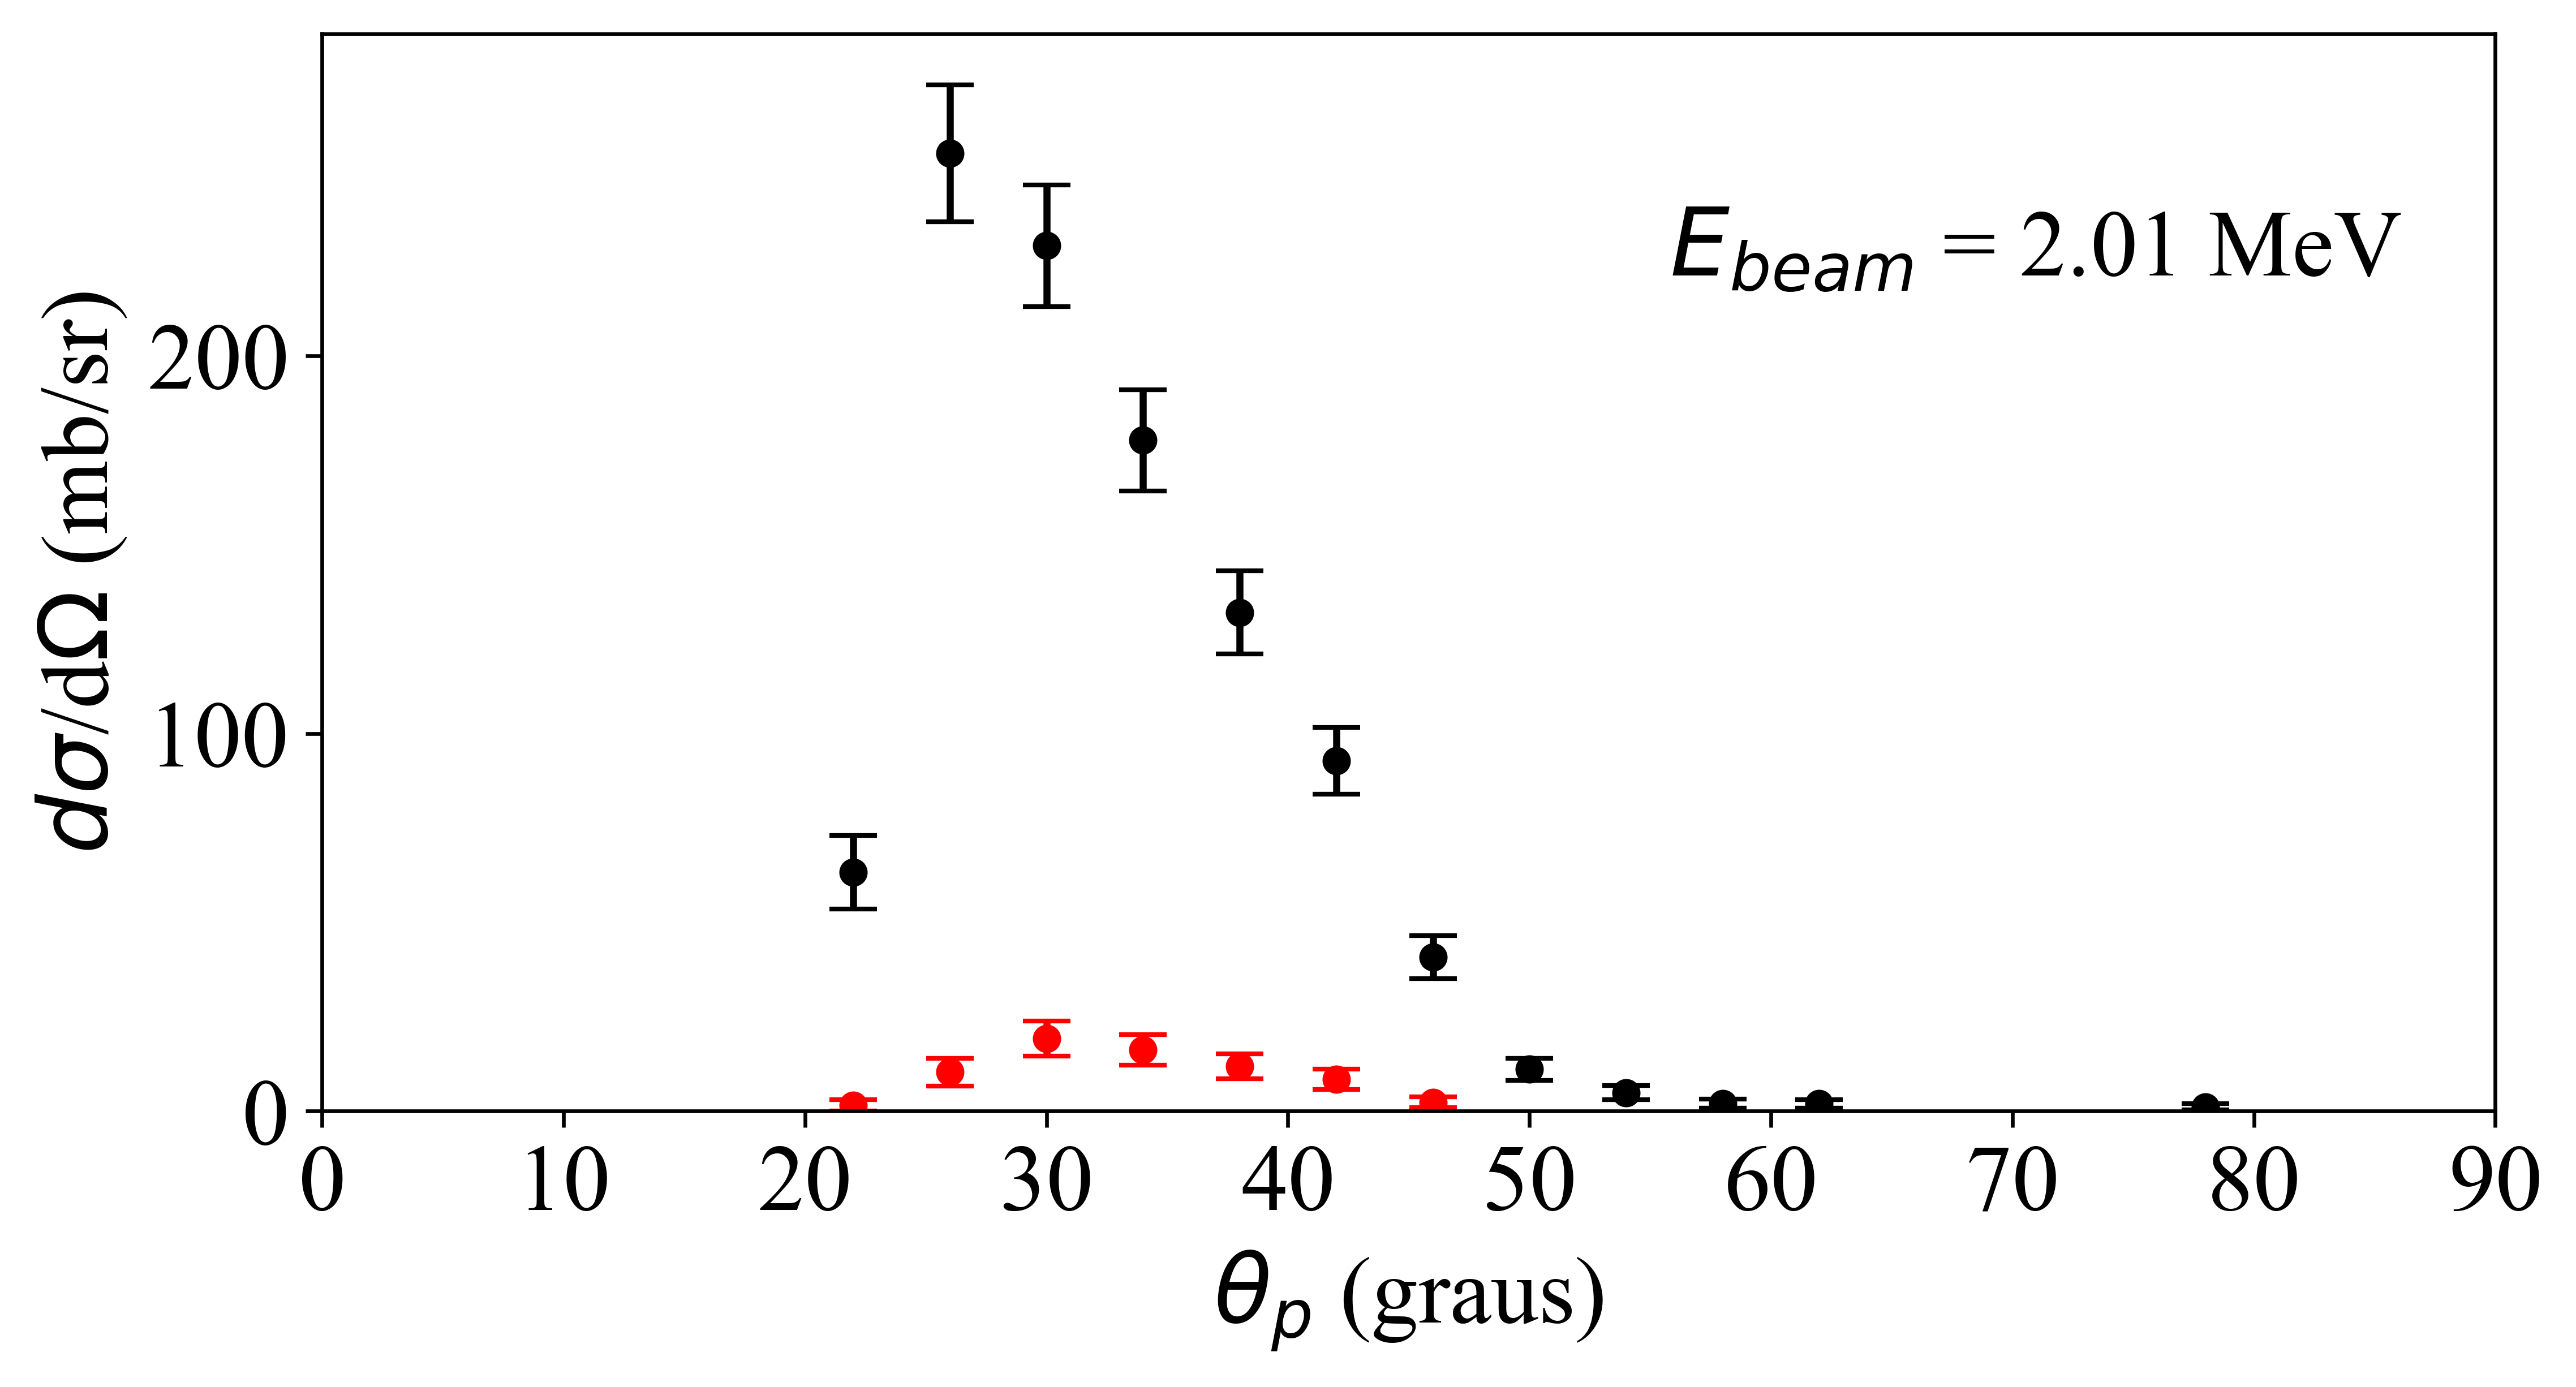 E_beam = 2.01 MeV
dσ/dΩ (mb/sr)
200
100
0
0 10 20 30 40 50 60 70 80 90
θ_p (graus)